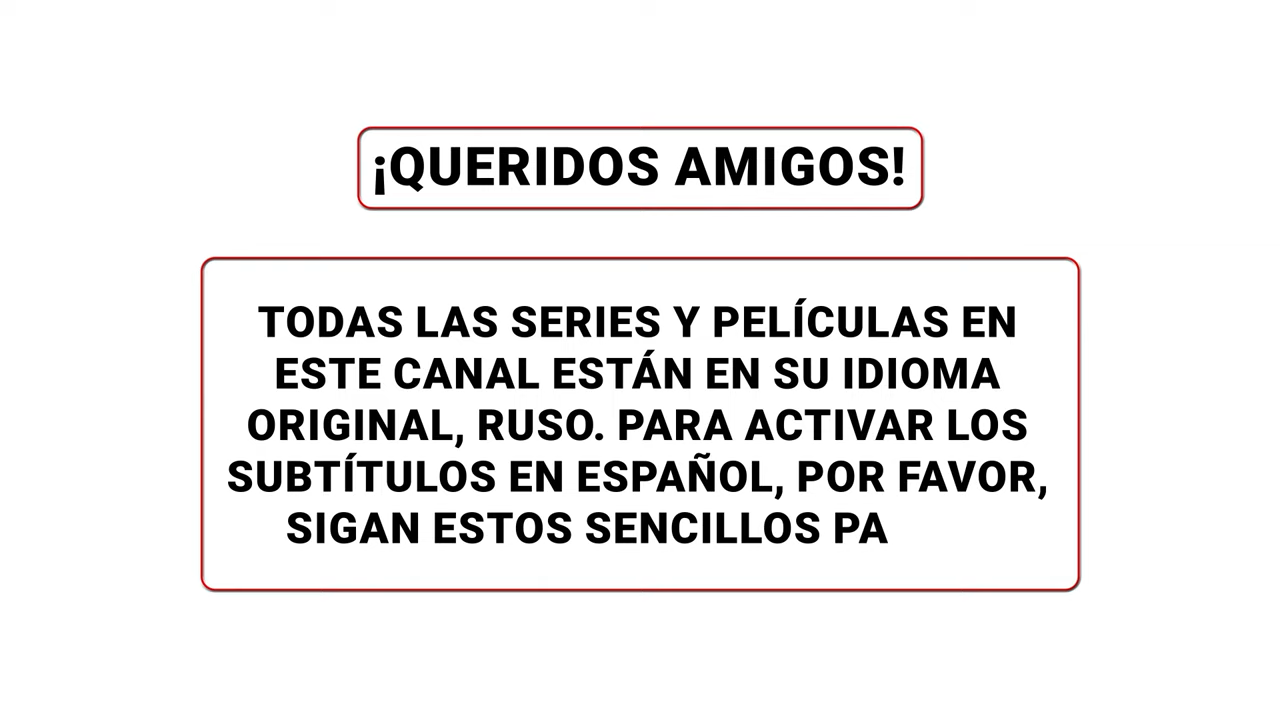 ¡QUERIDOS AMIGOS!
TODAS LAS SERIES Y PELÍCULAS EN
ESTE CANAL ESTÁN EN SU IDIOMA
ORIGINAL, RUSO. PARA ACTIVAR LOS
SUBTÍTULOS EN ESPAÑOL, POR FAVOR,
SIGAN ESTOS SENCILLOS PA